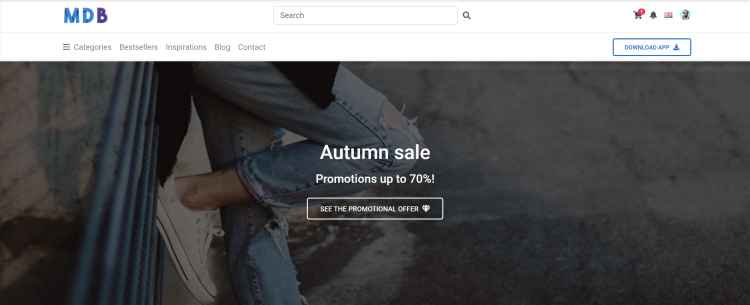 MDB
Search
1
Categories Bestsellers Inspirations Blog Contact
DOWNLOAD APP
Autumn sale
Promotions up to 70%!
SEE THE PROMOTIONAL OFFER